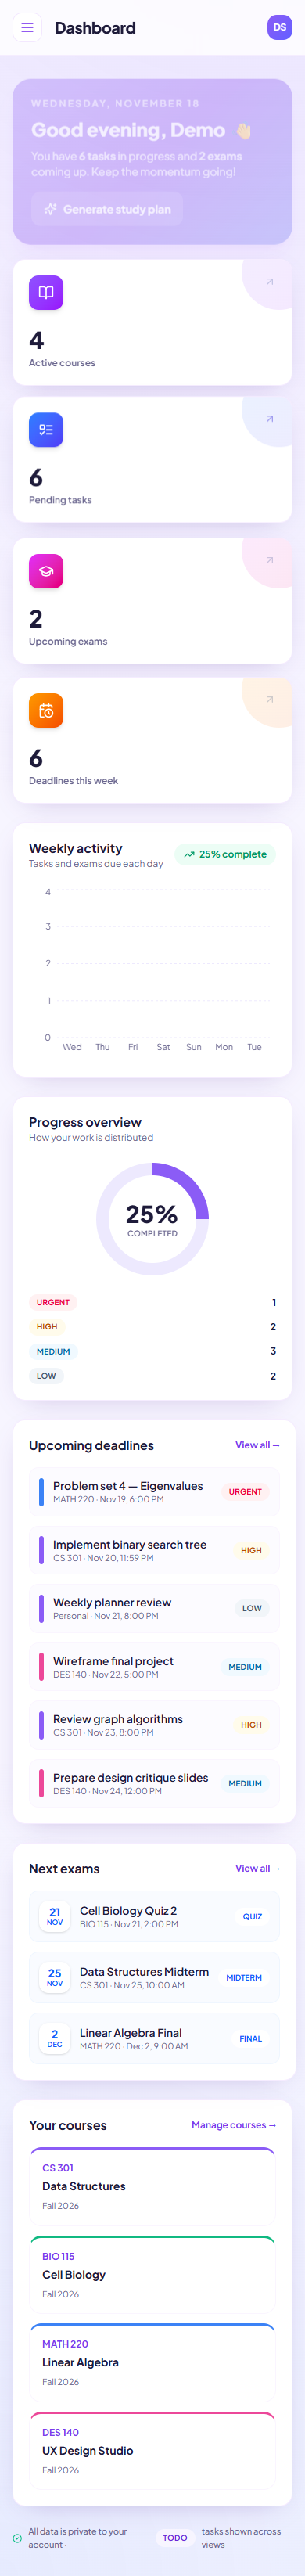 Dashboard
DS
WEDNESDAY, NOVEMBER 18
Good evening, Demo 👋
You have 6 tasks in progress and 2 exams
coming up. Keep the momentum going!
Generate study plan
4
Active courses
6
Pending tasks
2
Upcoming exams
6
Deadlines this week
Weekly activity
Tasks and exams due each day
25% complete
4
3
2
1
0
Wed Thu Fri Sat Sun Mon Tue
Progress overview
How your work is distributed
25%
COMPLETED
URGENT 1
HIGH 2
MEDIUM 3
LOW 2
Upcoming deadlines View all →
Problem set 4 — Eigenvalues
MATH 220 · Nov 19, 6:00 PM
URGENT
Implement binary search tree
CS 301 · Nov 20, 11:59 PM
HIGH
Weekly planner review
Personal · Nov 21, 8:00 PM
LOW
Wireframe final project
DES 140 · Nov 22, 5:00 PM
MEDIUM
Review graph algorithms
CS 301 · Nov 23, 8:00 PM
HIGH
Prepare design critique slides
DES 140 · Nov 24, 12:00 PM
MEDIUM
Next exams View all →
21
NOV
Cell Biology Quiz 2
BIO 115 · Nov 21, 2:00 PM
QUIZ
25
NOV
Data Structures Midterm
CS 301 · Nov 25, 10:00 AM
MIDTERM
2
DEC
Linear Algebra Final
MATH 220 · Dec 2, 9:00 AM
FINAL
Your courses Manage courses →
CS 301
Data Structures
Fall 2026
BIO 115
Cell Biology
Fall 2026
MATH 220
Linear Algebra
Fall 2026
DES 140
UX Design Studio
Fall 2026
All data is private to your
account ·
TODO
tasks shown across
views